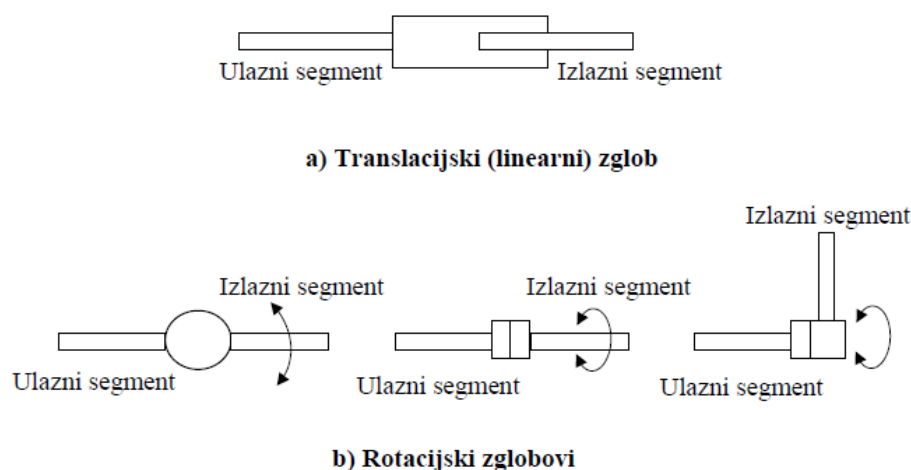 Ulazni segment
Izlazni segment
a) Translacijski (linearni) zglob
Izlazni segment
Ulazni segment
Izlazni segment
Ulazni segment
Izlazni segment
Ulazni segment
b) Rotacijski zglobovi